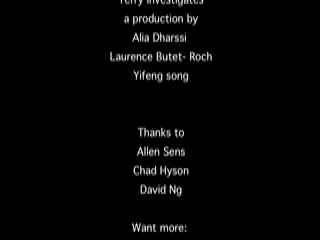 Terry investigates
a production by
Alia Dharssi
Laurence Butet- Roch
Yifeng song
Thanks to
Allen Sens
Chad Hyson
David Ng
Want more: